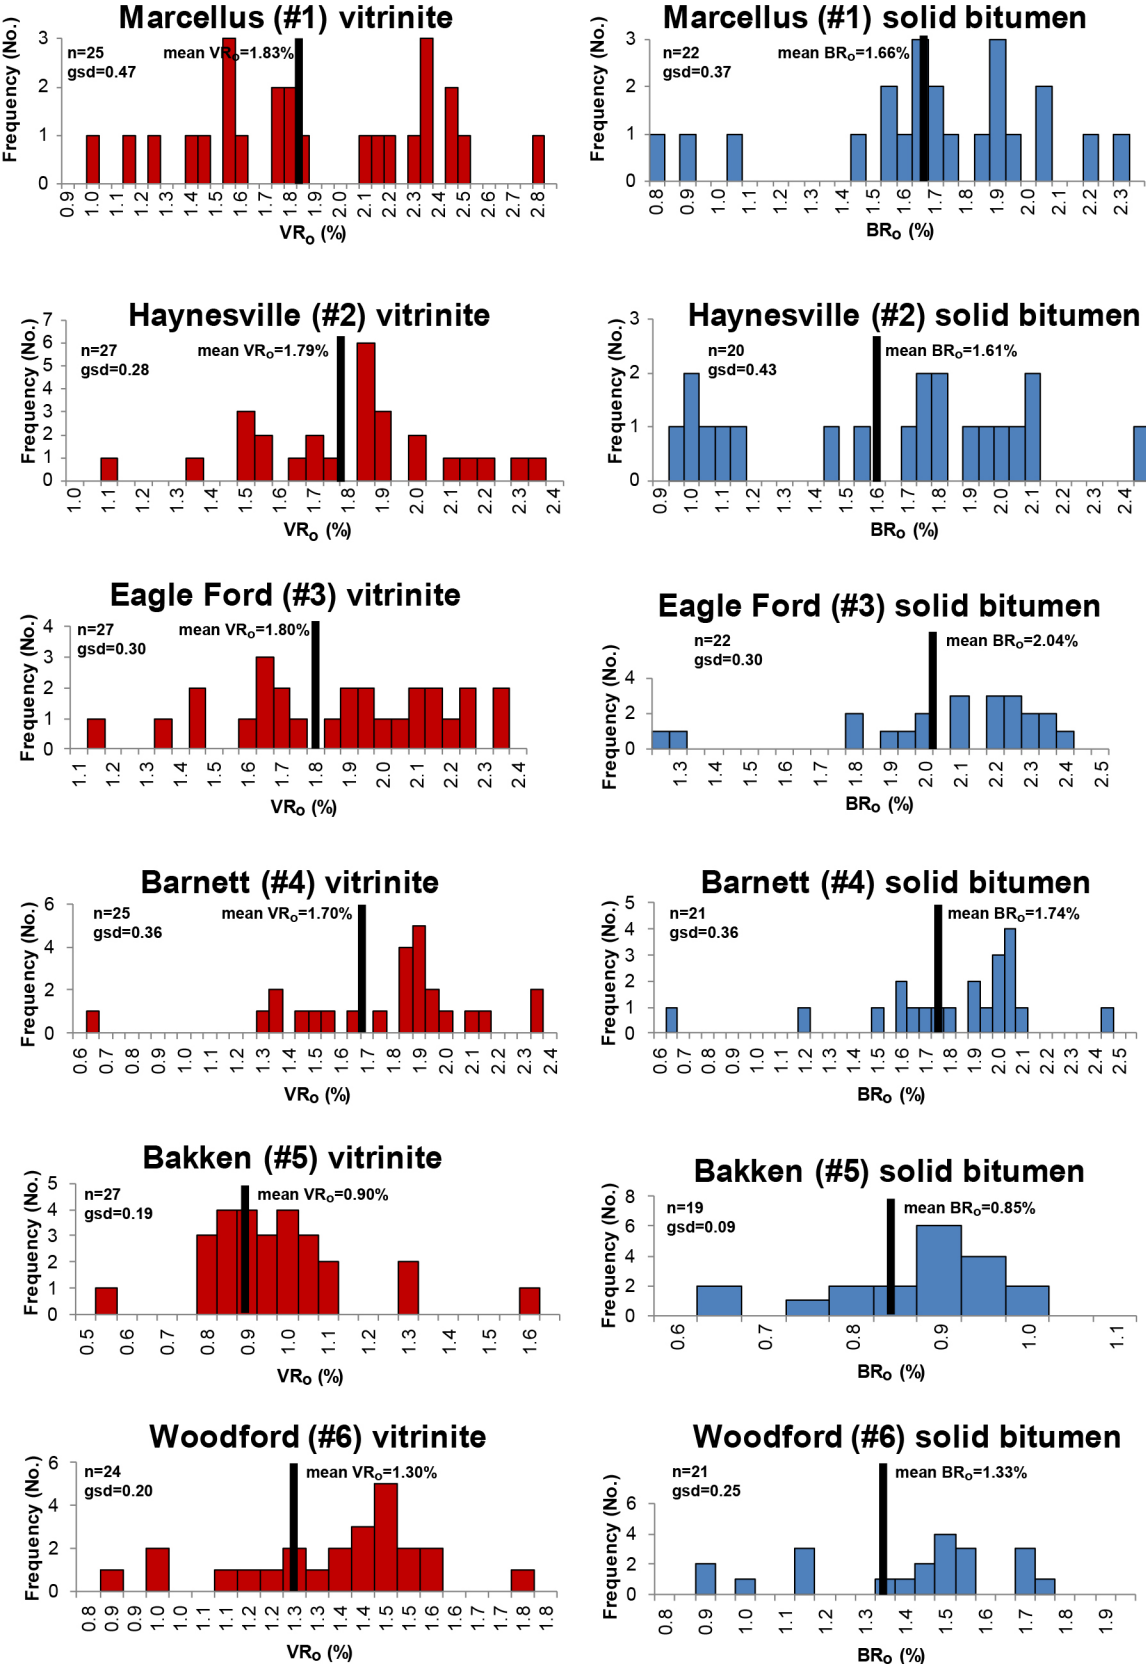 Marcellus (#1) vitrinite
n=25
gsd=0.47
mean VRo=1.83%
Frequency (No.)
3
2
1
0
0.9 1.0 1.1 1.2 1.3 1.4 1.5 1.6 1.7 1.8 1.9 2.0 2.1 2.2 2.3 2.4 2.5 2.6 2.7 2.8
VRo (%)
Marcellus (#1) solid bitumen
n=22
gsd=0.37
mean BRo=1.66%
Frequency (No.)
3
2
1
0
0.8 0.9 1.0 1.1 1.2 1.3 1.4 1.5 1.6 1.7 1.8 1.9 2.0 2.1 2.2 2.3
BRo (%)
Haynesville (#2) vitrinite
n=27
gsd=0.28
mean VRo=1.79%
Frequency (No.)
7
6
5
4
3
2
1
0
1.0 1.1 1.2 1.3 1.4 1.5 1.6 1.7 1.8 1.9 2.0 2.1 2.2 2.3 2.4
VRo (%)
Haynesville (#2) solid bitumen
n=20
gsd=0.43
mean BRo=1.61%
Frequency (No.)
3
2
1
0
0.9 1.0 1.1 1.2 1.3 1.4 1.5 1.6 1.7 1.8 1.9 2.0 2.1 2.2 2.3 2.4
BRo (%)
Eagle Ford (#3) vitrinite
n=27
gsd=0.30
mean VRo=1.80%
Frequency (No.)
4
3
2
1
0
1.1 1.2 1.3 1.4 1.5 1.6 1.7 1.8 1.9 2.0 2.1 2.2 2.3 2.4
VRo (%)
Eagle Ford (#3) solid bitumen
n=22
gsd=0.30
mean BRo=2.04%
Frequency (No.)
4
2
0
1.3 1.4 1.5 1.6 1.7 1.8 1.9 2.0 2.1 2.2 2.3 2.4 2.5
BRo (%)
Barnett (#4) vitrinite
n=25
gsd=0.36
mean VRo=1.70%
Frequency (No.)
6
4
2
0
0.6 0.7 0.8 0.9 1.0 1.1 1.2 1.3 1.4 1.5 1.6 1.7 1.8 1.9 2.0 2.1 2.2 2.3 2.4
VRo (%)
Barnett (#4) solid bitumen
n=21
gsd=0.36
mean BRo=1.74%
Frequency (No.)
5
4
3
2
1
0
0.6 0.7 0.8 0.9 1.0 1.1 1.2 1.3 1.4 1.5 1.6 1.7 1.8 1.9 2.0 2.1 2.2 2.3 2.4 2.5
BRo (%)
Bakken (#5) vitrinite
n=27
gsd=0.19
mean VRo=0.90%
Frequency (No.)
5
4
3
2
1
0
0.5 0.6 0.7 0.8 0.9 1.0 1.1 1.2 1.3 1.4 1.5 1.6
VRo (%)
Bakken (#5) solid bitumen
n=19
gsd=0.09
mean BRo=0.85%
Frequency (No.)
8
6
4
2
0
0.6 0.7 0.8 0.9 1.0 1.1
BRo (%)
Woodford (#6) vitrinite
n=24
gsd=0.20
mean VRo=1.30%
Frequency (No.)
6
4
2
0
0.8 0.9 0.9 1.0 1.0 1.1 1.1 1.2 1.2 1.3 1.3 1.4 1.4 1.5 1.5 1.6 1.6 1.7 1.7 1.8 1.8
VRo (%)
Woodford (#6) solid bitumen
n=21
gsd=0.25
mean BRo=1.33%
Frequency (No.)
6
4
2
0
0.8 0.9 1.0 1.1 1.2 1.3 1.4 1.5 1.6 1.7 1.8 1.9
BRo (%)